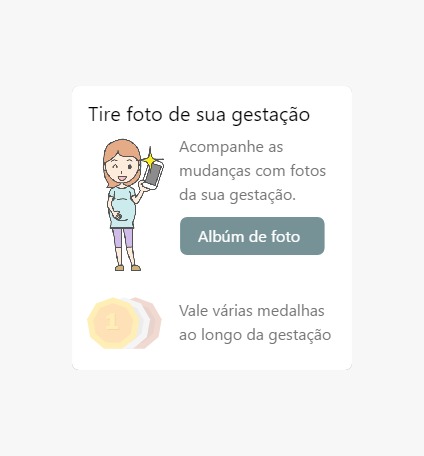 Tire foto de sua gestação
Acompanhe as
mudanças com fotos
da sua gestação.
Albúm de foto
1
Vale várias medalhas
ao longo da gestação